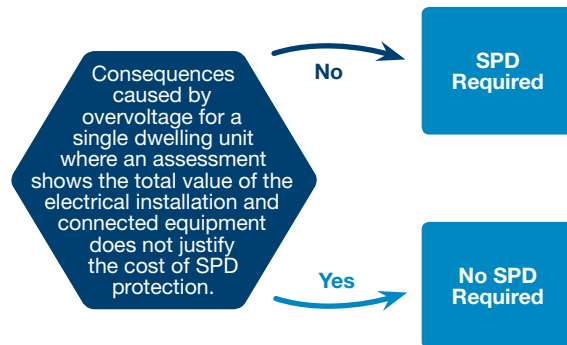 Consequences
caused by
overvoltage for a
single dwelling unit
where an assessment
shows the total value of the
electrical installation and
connected equipment
does not justify
the cost of SPD
protection.
No
SPD
Required
Yes
No SPD
Required